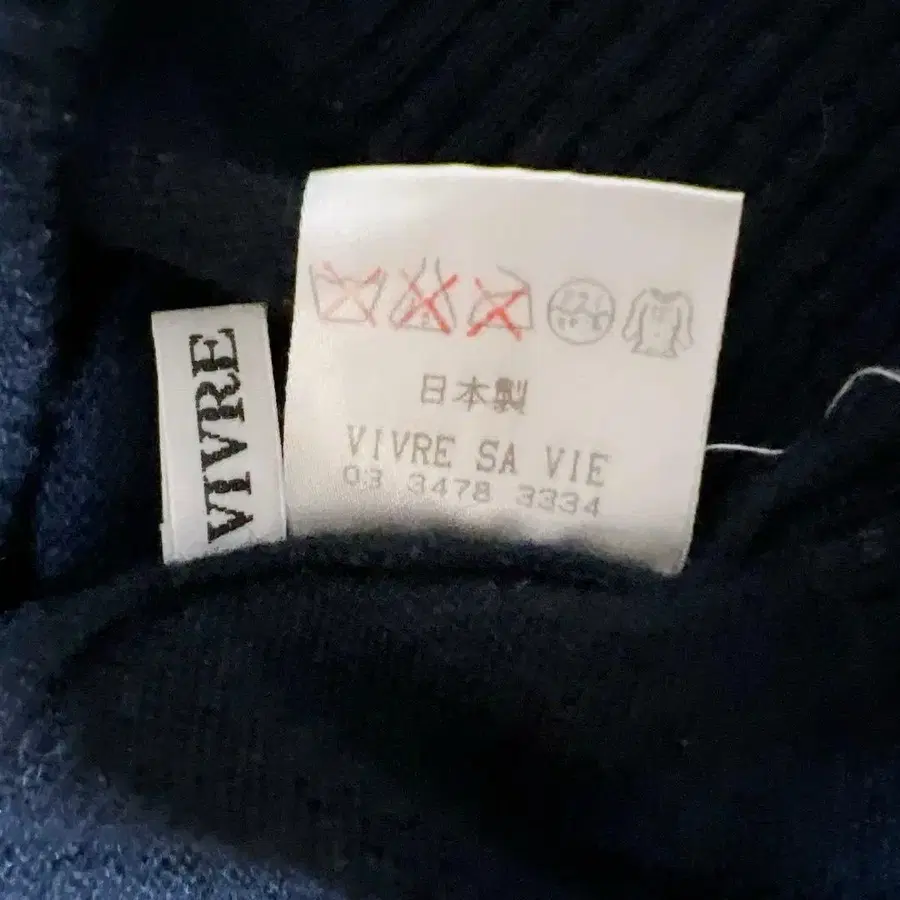 VIVRE
日本製
VIVRE SA VIE
03 3478 3334